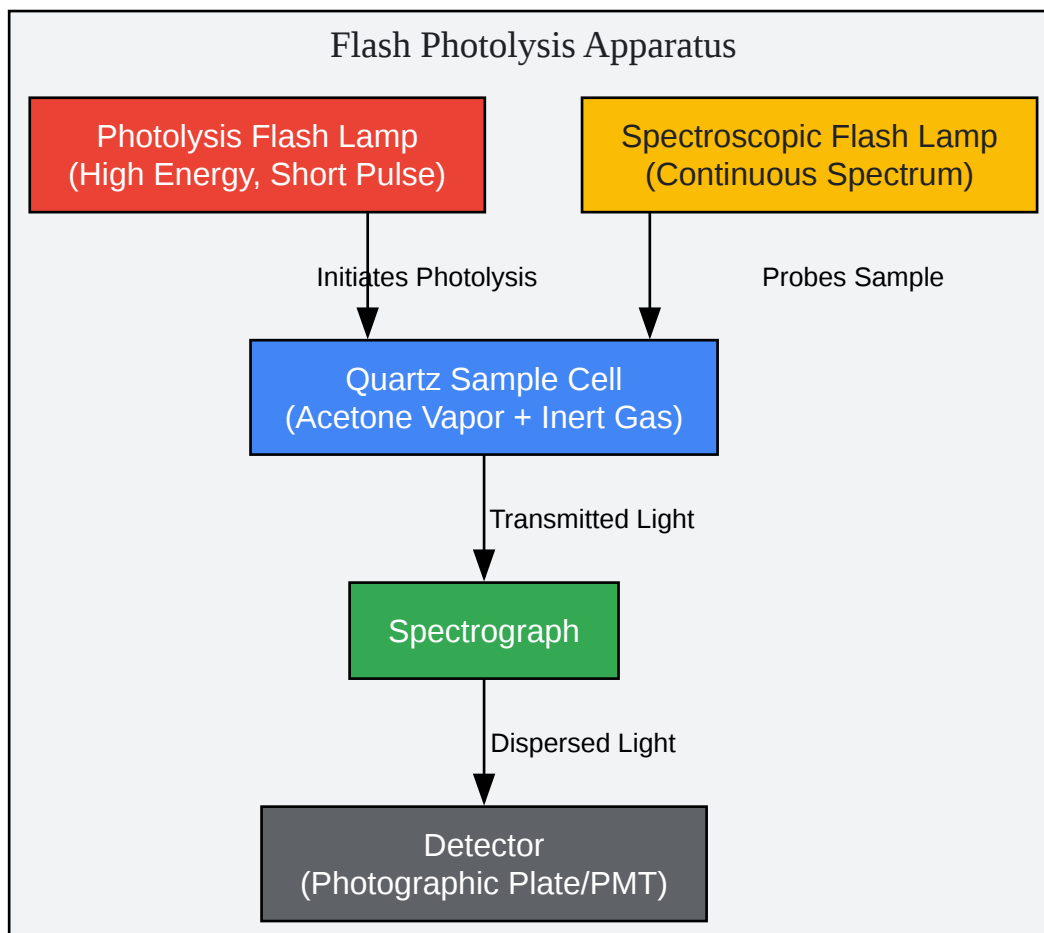 Flash Photolysis Apparatus
Photolysis Flash Lamp
(High Energy, Short Pulse)
Spectroscopic Flash Lamp
(Continuous Spectrum)
Initiates Photolysis
Probes Sample
Quartz Sample Cell
(Acetone Vapor + Inert Gas)
Transmitted Light
Spectrograph
Dispersed Light
Detector
(Photographic Plate/PMT)